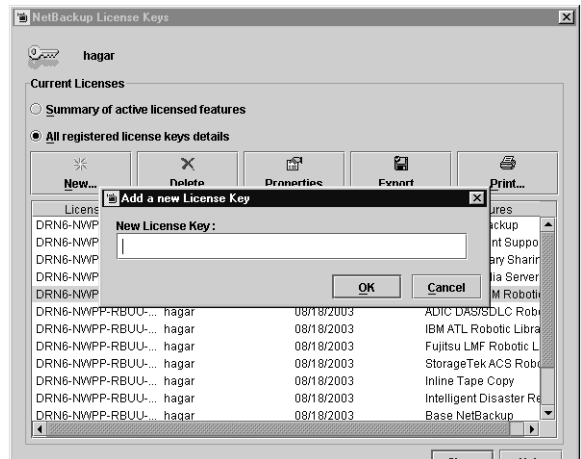 NetBackup License Keys
hagar
Current Licenses
Summary of active licensed features
All registered license keys details
New... Delete Properties Export Print...
Add a new License Key
New License Key:
OK Cancel
DRN6-NWP ackup
DRN6-NWP nt Suppo
DRN6-NWP ary Sharin
DRN6-NWP ia Server
DRN6-NWP M Roboti
DRN6-NWPP-RBUU-... hagar 08/18/2003 ADIC DAS/SDLC Robo
DRN6-NWPP-RBUU-... hagar 08/18/2003 IBM ATL Robotic Libra
DRN6-NWPP-RBUU-... hagar 08/18/2003 Fujitsu LMF Robotic L
DRN6-NWPP-RBUU-... hagar 08/18/2003 StorageTek ACS Robo
DRN6-NWPP-RBUU-... hagar 08/18/2003 Inline Tape Copy
DRN6-NWPP-RBUU-... hagar 08/18/2003 Intelligent Disaster Re
DRN6-NWPP-RBUU-... hagar 08/18/2003 Base NetBackup